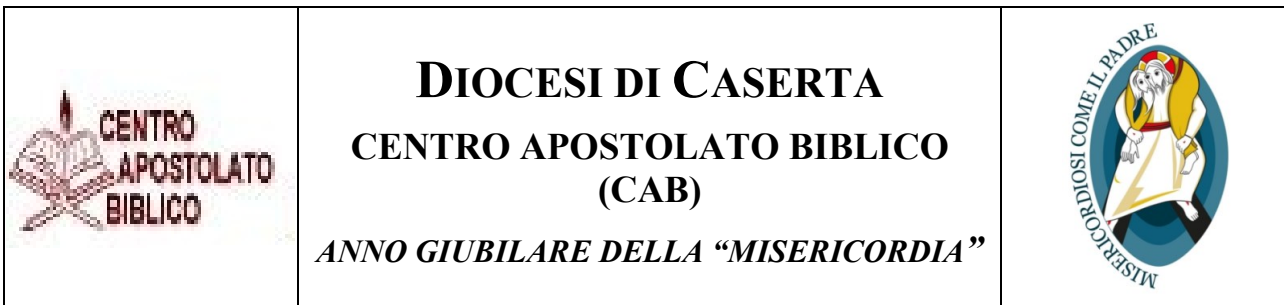 CENTRO
APOSTOLATO
BIBLICO
DIOCESI DI CASERTA
CENTRO APOSTOLATO BIBLICO
(CAB)
ANNO GIUBILARE DELLA “MISERICORDIA”
MISERICORDIOSI COME IL PADRE